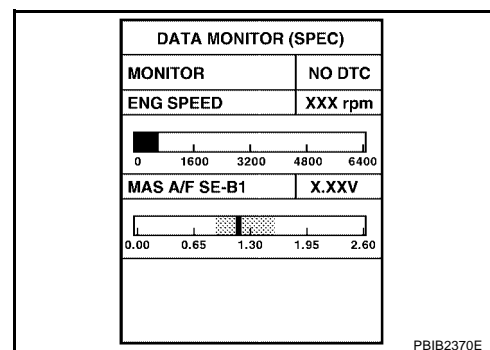 DATA MONITOR (SPEC)
MONITOR NO DTC
ENG SPEED XXX rpm
0 1600 3200 4800 6400
MAS A/F SE-B1 X.XXV
0.00 0.65 1.30 1.95 2.60
PBIB2370E